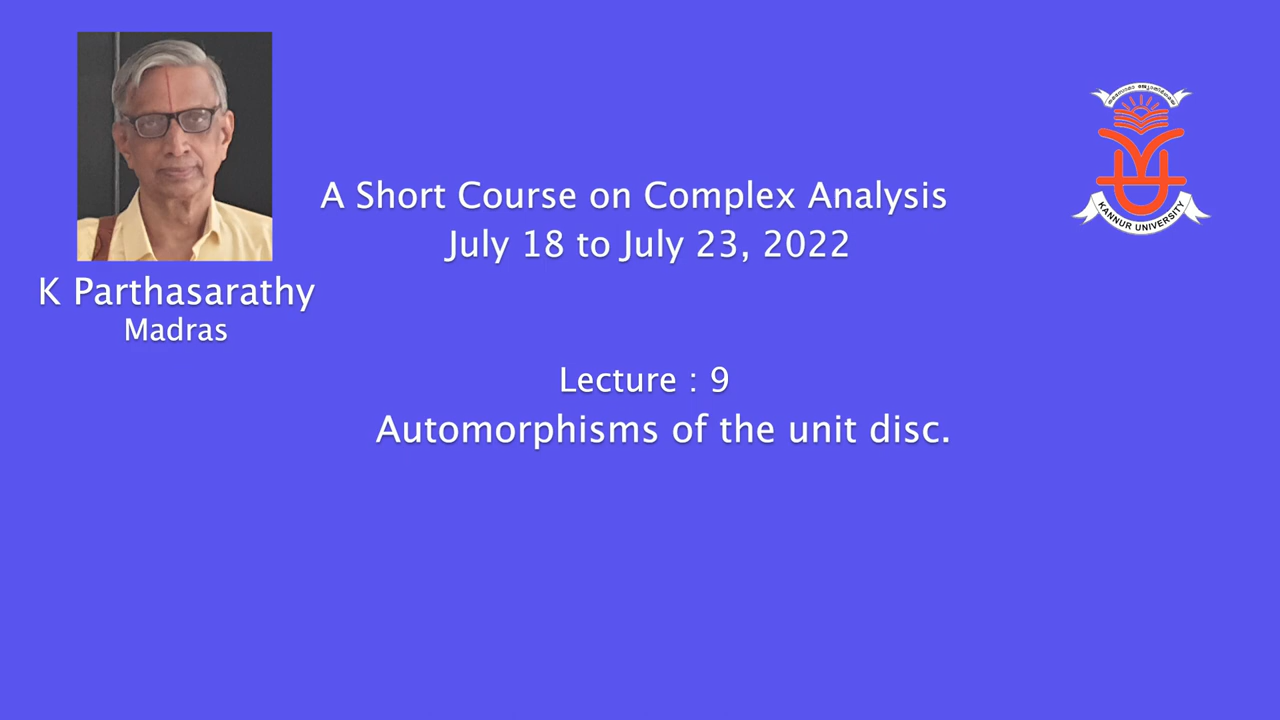 K Parthasarathy
Madras
A Short Course on Complex Analysis
July 18 to July 23, 2022
Lecture : 9
Automorphisms of the unit disc.
KANNUR UNIVERSITY